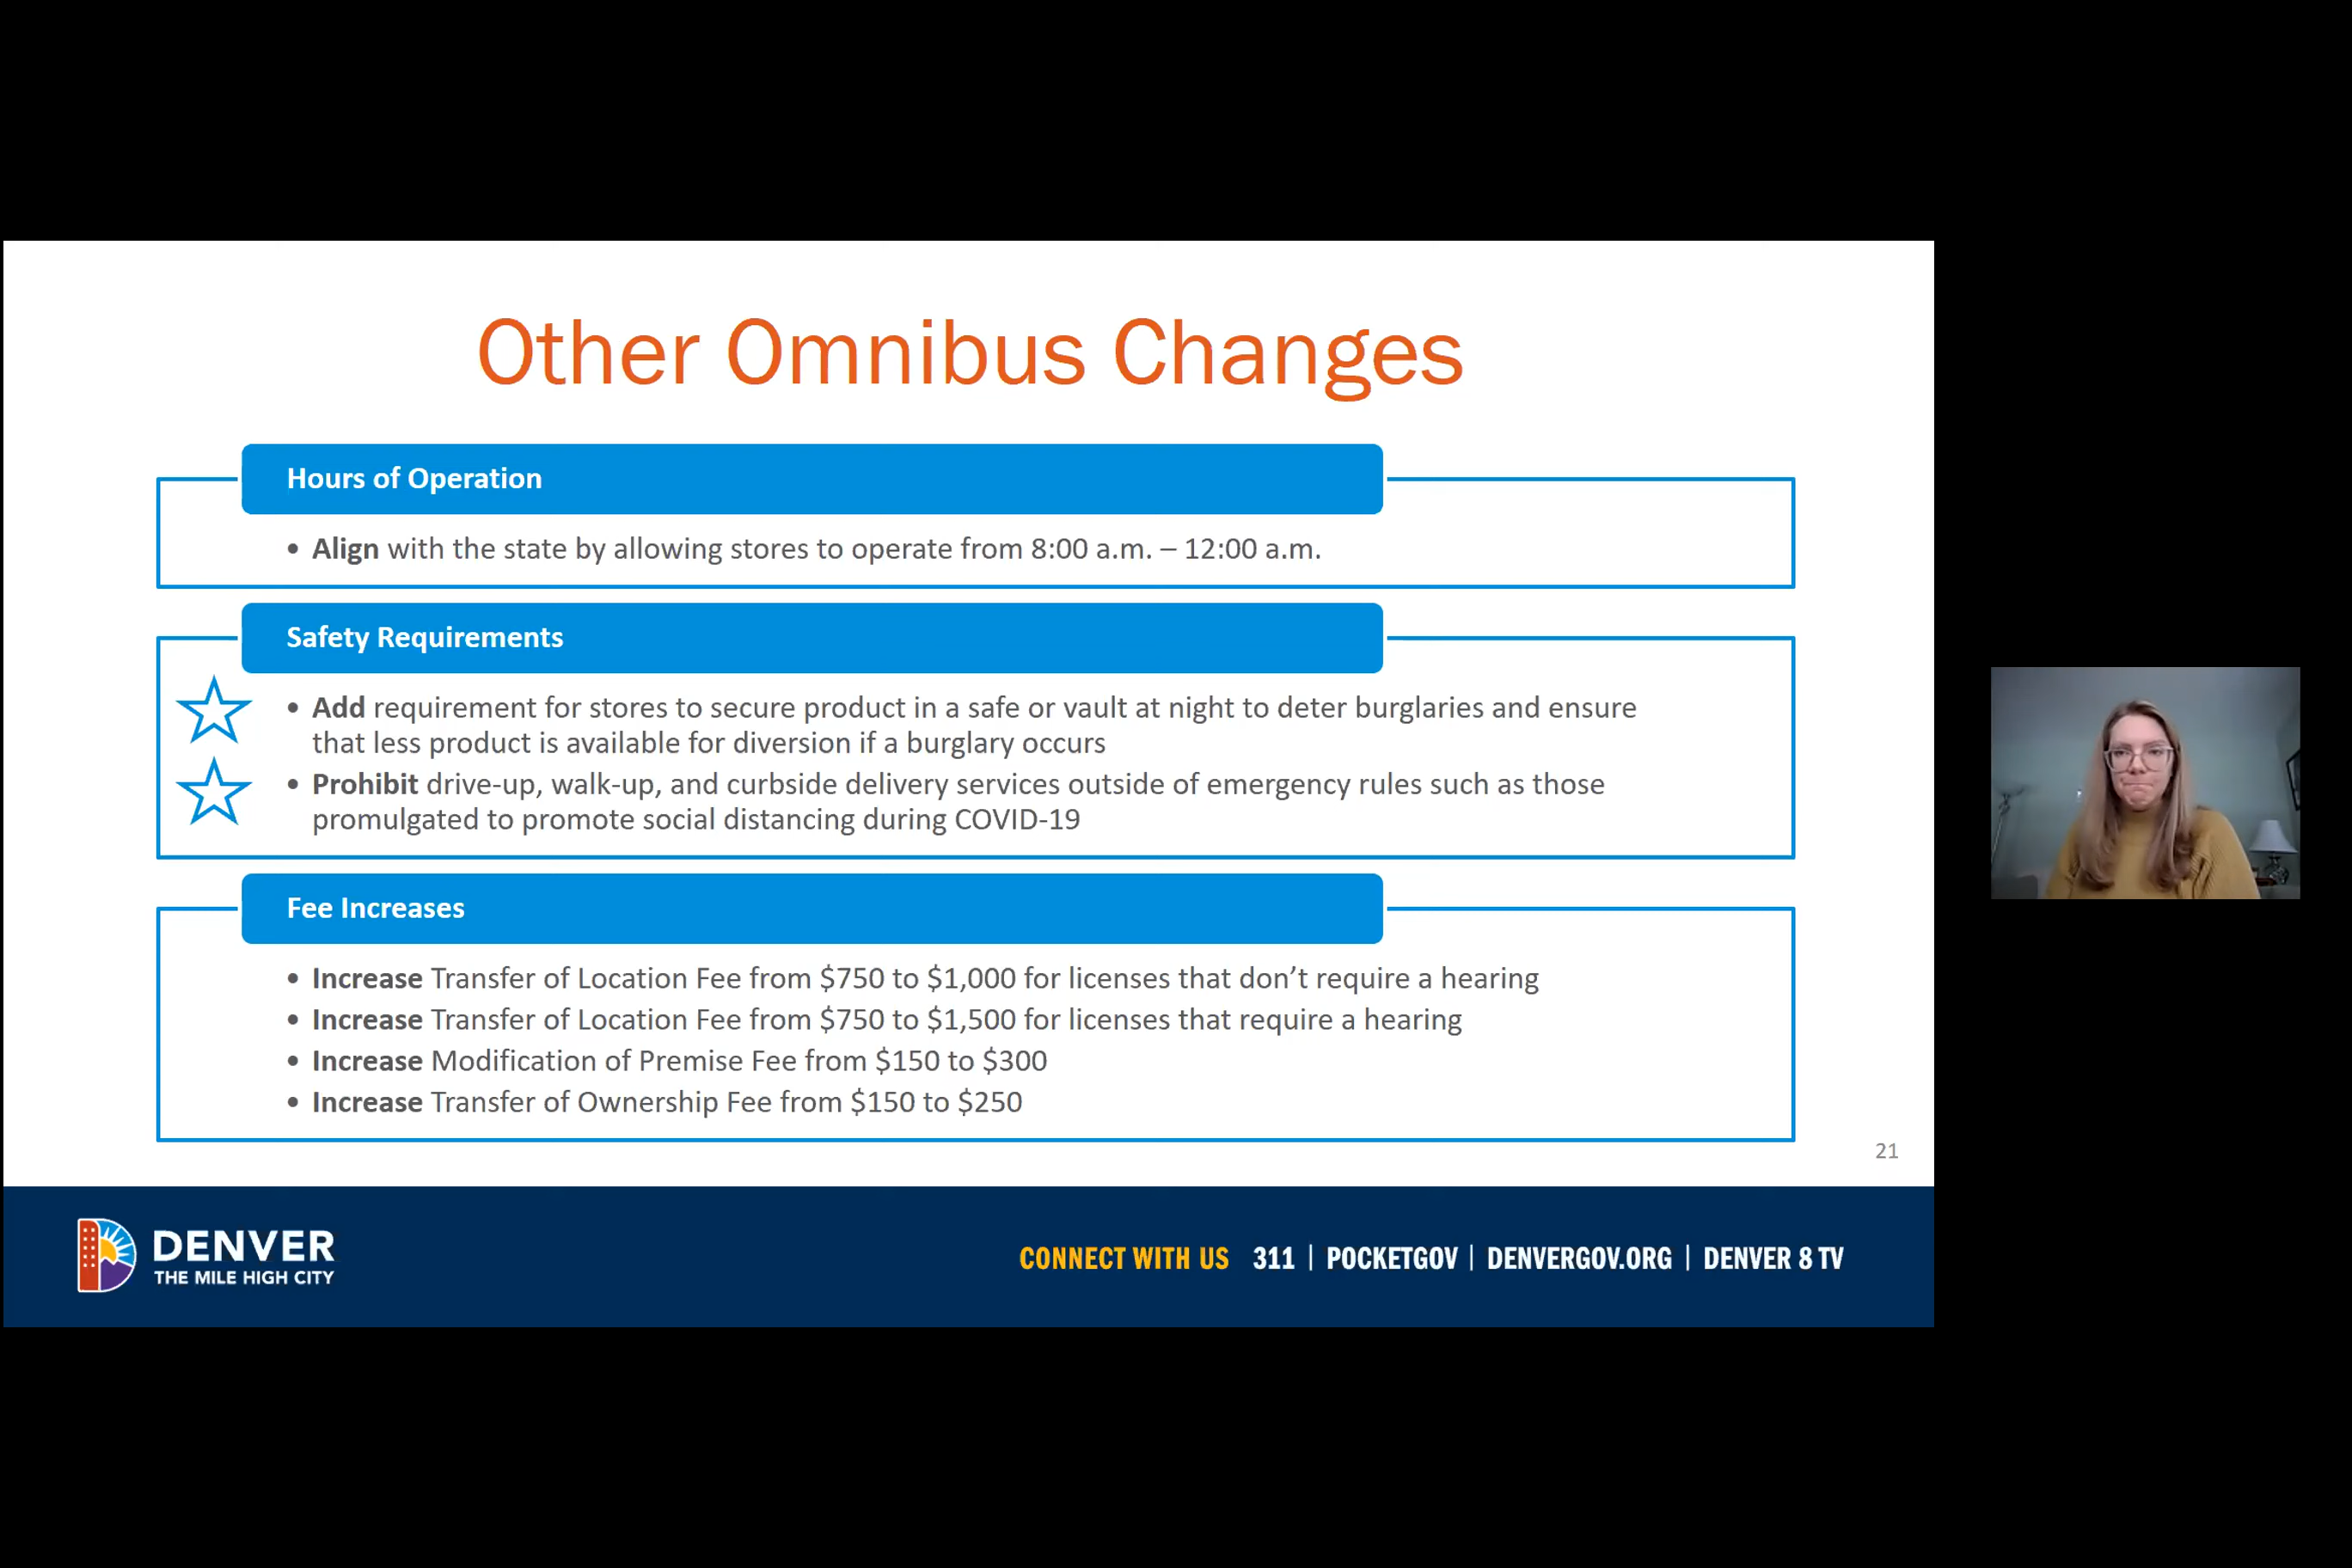 Other Omnibus Changes
Hours of Operation
• Align with the state by allowing stores to operate from 8:00 a.m. – 12:00 a.m.
Safety Requirements
• Add requirement for stores to secure product in a safe or vault at night to deter burglaries and ensure
that less product is available for diversion if a burglary occurs
• Prohibit drive-up, walk-up, and curbside delivery services outside of emergency rules such as those
promulgated to promote social distancing during COVID-19
Fee Increases
• Increase Transfer of Location Fee from $750 to $1,000 for licenses that don’t require a hearing
• Increase Transfer of Location Fee from $750 to $1,500 for licenses that require a hearing
• Increase Modification of Premise Fee from $150 to $300
• Increase Transfer of Ownership Fee from $150 to $250
21
DENVER
THE MILE HIGH CITY
CONNECT WITH US 311 | POCKETGOV | DENVERGOV.ORG | DENVER 8 TV